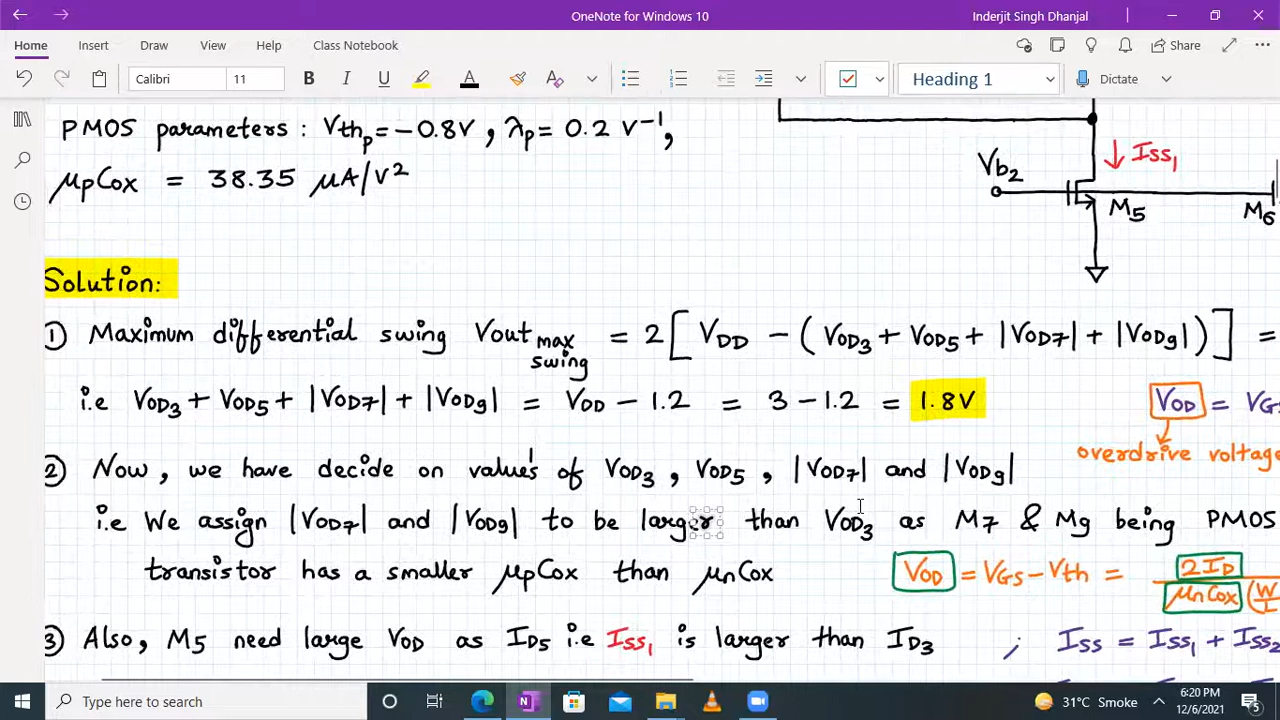 OneNote for Windows 10
Inderjit Singh Dhanjal
Home Insert Draw View Help Class Notebook
Share
Calibri 11 B I U A Heading 1 Dictate
PMOS parameters : Vthp = -0.8V , λp = 0.2 V⁻¹,
μpCox = 38.35 μA/V²
Vb2
Iss1
M5
M6
Solution:
① Maximum differential swing Vout max swing = 2[VDD - (VOD3 + VOD5 + |VOD7| + |VOD9|)] =
i.e VOD3 + VOD5 + |VOD7| + |VOD9| = VDD - 1.2 = 3 - 1.2 = 1.8V
VOD = VGS
overdrive voltage
② Now, we have decide on value's of VOD3 , VOD5 , |VOD7| and |VOD9|
i.e We assign |VOD7| and |VOD9| to be larger than VOD3 as M7 & M9 being PMOS
transistor has a smaller μpCox than μnCox
VOD = VGS - Vth = 2ID / μnCox (W/L
③ Also, M5 need large VOD as ID5 i.e Iss1 is larger than ID3 ; Iss = Iss1 + Iss2
Type here to search
31°C Smoke
6:20 PM
12/6/2021
5